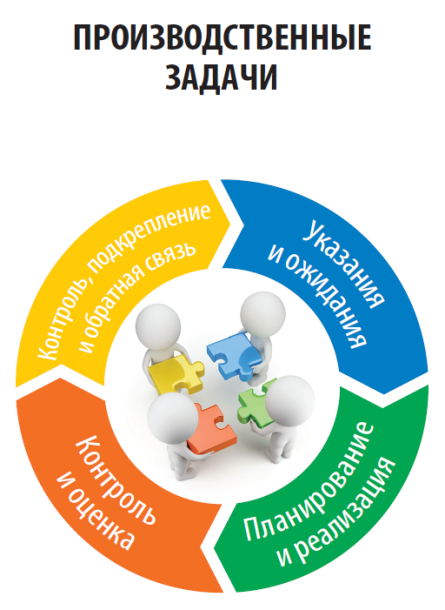 ПРОИЗВОДСТВЕННЫЕ
ЗАДАЧИ
Указания
и ожидания
Планирование
и реализация
Контроль
и оценка
Контроль, подкрепление
и обратная связь